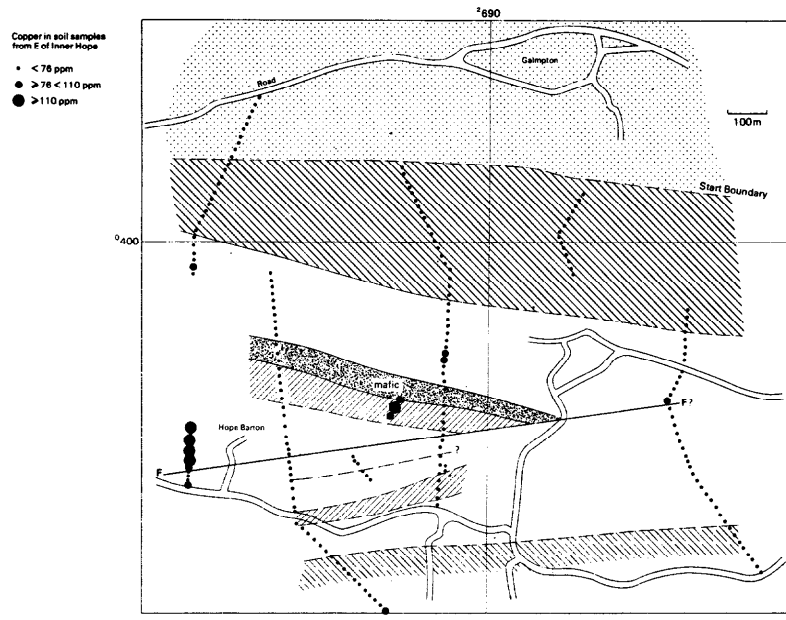 Copper in soil samples
from E of Inner Hope
< 76 ppm
≥ 76 < 110 ppm
≥ 110 ppm
²690
Galmpton
Road
100m
Start Boundary
⁰400
mafic
F?
Hope Barton
?
F